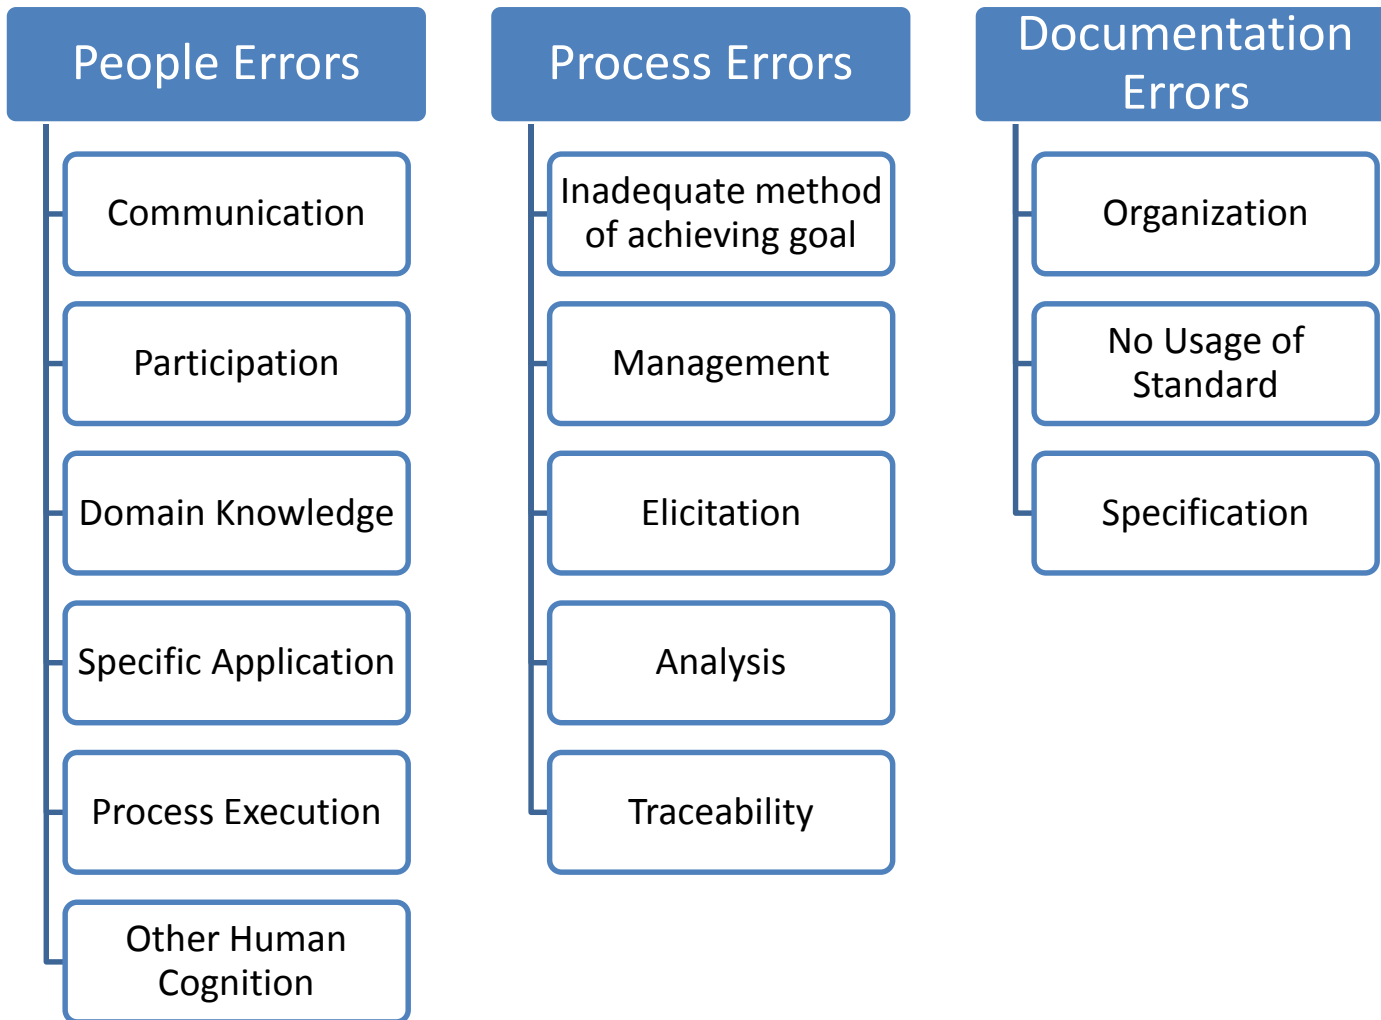 People Errors
Communication
Participation
Domain Knowledge
Specific Application
Process Execution
Other Human
Cognition
Process Errors
Inadequate method
of achieving goal
Management
Elicitation
Analysis
Traceability
Documentation
Errors
Organization
No Usage of
Standard
Specification